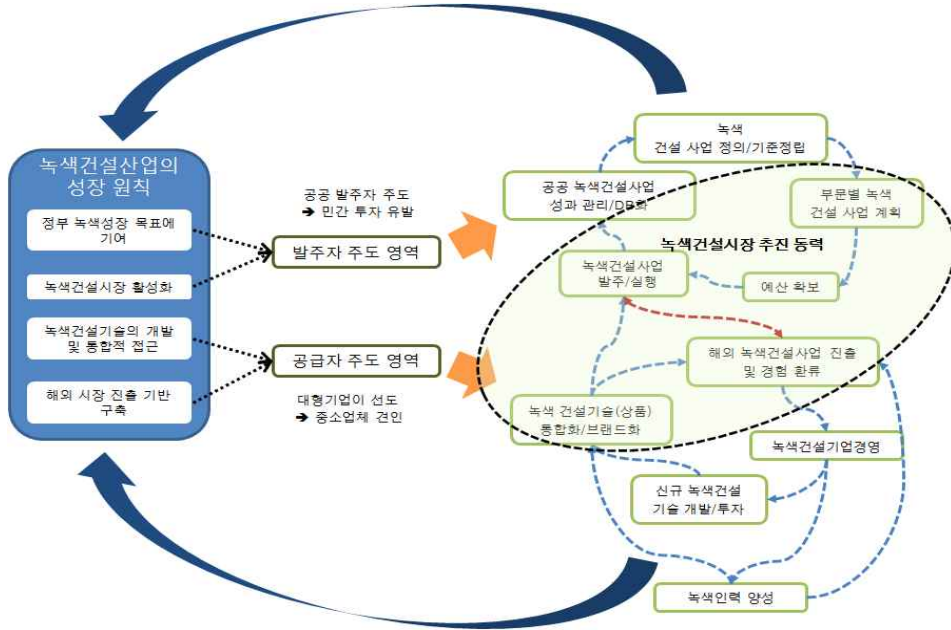 녹색건설산업의
성장 원칙
정부 녹색성장 목표에
기여
녹색건설시장 활성화
녹색건설기술의 개발
및 통합적 접근
해외 시장 진출 기반
구축
공공 발주자 주도
➔ 민간 투자 유발
발주자 주도 영역
공급자 주도 영역
대형기업이 선도
➔ 중소업체 견인
녹색
건설 사업 정의/기준정립
공공 녹색건설사업
성과 관리/DB화
부문별 녹색
건설 사업 계획
녹색건설시장 추진 동력
녹색건설사업
발주/실행
예산 확보
해외 녹색건설사업 진출
및 경험 환류
녹색 건설기술(상품)
통합화/브랜드화
녹색건설기업경영
신규 녹색건설
기술 개발/투자
녹색인력 양성